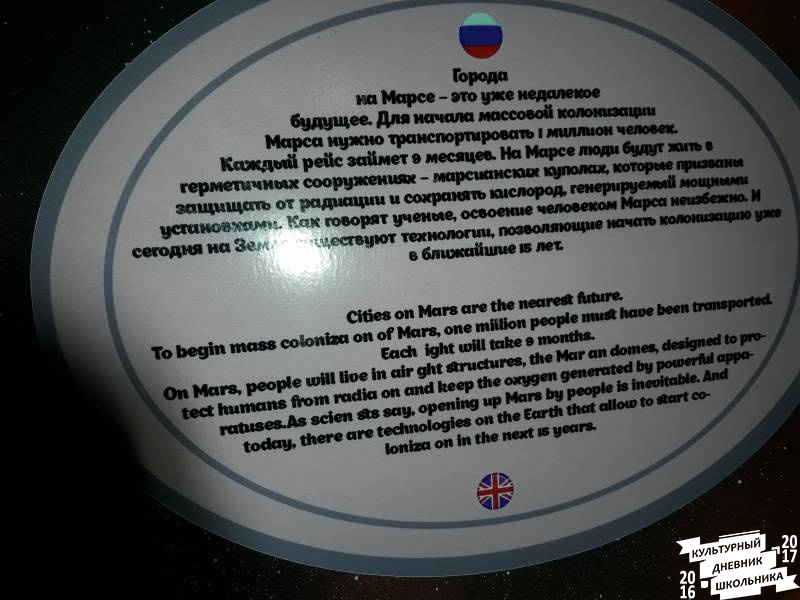 Города
на Марсе – это уже недалекое
будущее. Для начала массовой колонизации
Марса нужно транспортировать 1 миллион человек.
Каждый рейс займет 9 месяцев. На Марсе люди будут жить в
герметичных сооружениях – марсианских куполах, которые призваны
защищать от радиации и сохранять кислород, генерируемый мощными
установками. Как говорят ученые, освоение человеком Марса неизбежно. И
сегодня на технологии, позволяющие начать колонизацию уже
в ближайшие 15 лет.
Cities on Mars are the nearest future.
To begin mass coloniza on of Mars, one million people must have been transported.
Each ight will take 9 months.
On Mars, people will live in air ght structures, the Mar an domes, designed to pro-
tect humans from radia on and keep the oxygen generated by powerful appa-
ratuses.As scien sts say, opening up Mars by people is inevitable. And
today, there are technologies on the Earth that allow to start co-
loniza on in the next 15 years.
КУЛЬТУРНЫЙ
ДНЕВНИК
ШКОЛЬНИКА
2016
2017